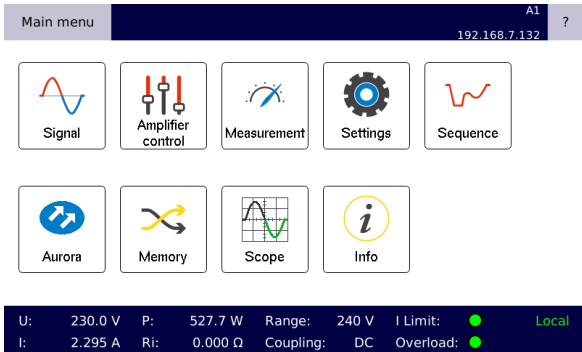 Main menu
A1
?
192.168.7.132
Signal
Amplifier
control
Measurement
Settings
Sequence
Aurora
Memory
Scope
i
Info
U: 230.0 V P: 527.7 W Range: 240 V I Limit: Local
I: 2.295 A Ri: 0.000 Ω Coupling: DC Overload: